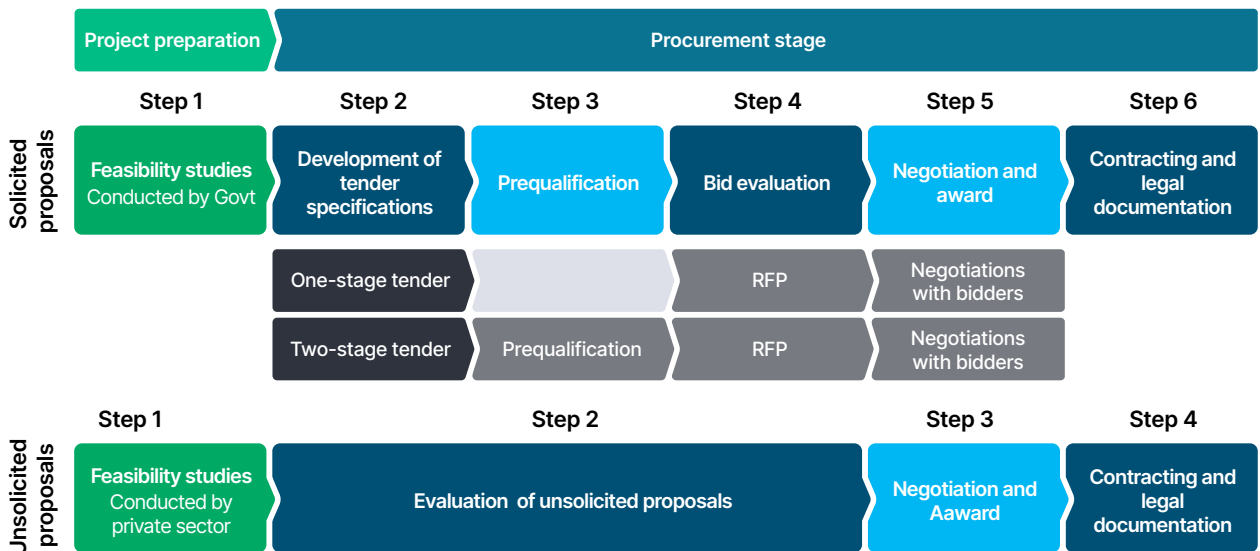 Project preparation
Procurement stage
Step 1
Step 2
Step 3
Step 4
Step 5
Step 6
Solicited
proposals
Feasibility studies
Conducted by Govt
Development of
tender
specifications
Prequalification
Bid evaluation
Negotiation and
award
Contracting and
legal
documentation
One-stage tender
RFP
Negotiations
with bidders
Two-stage tender
Prequalification
RFP
Negotiations
with bidders
Step 1
Step 2
Step 3
Step 4
Unsolicited
proposals
Feasibility studies
Conducted by
private sector
Evaluation of unsolicited proposals
Negotiation and
Aaward
Contracting and
legal
documentation